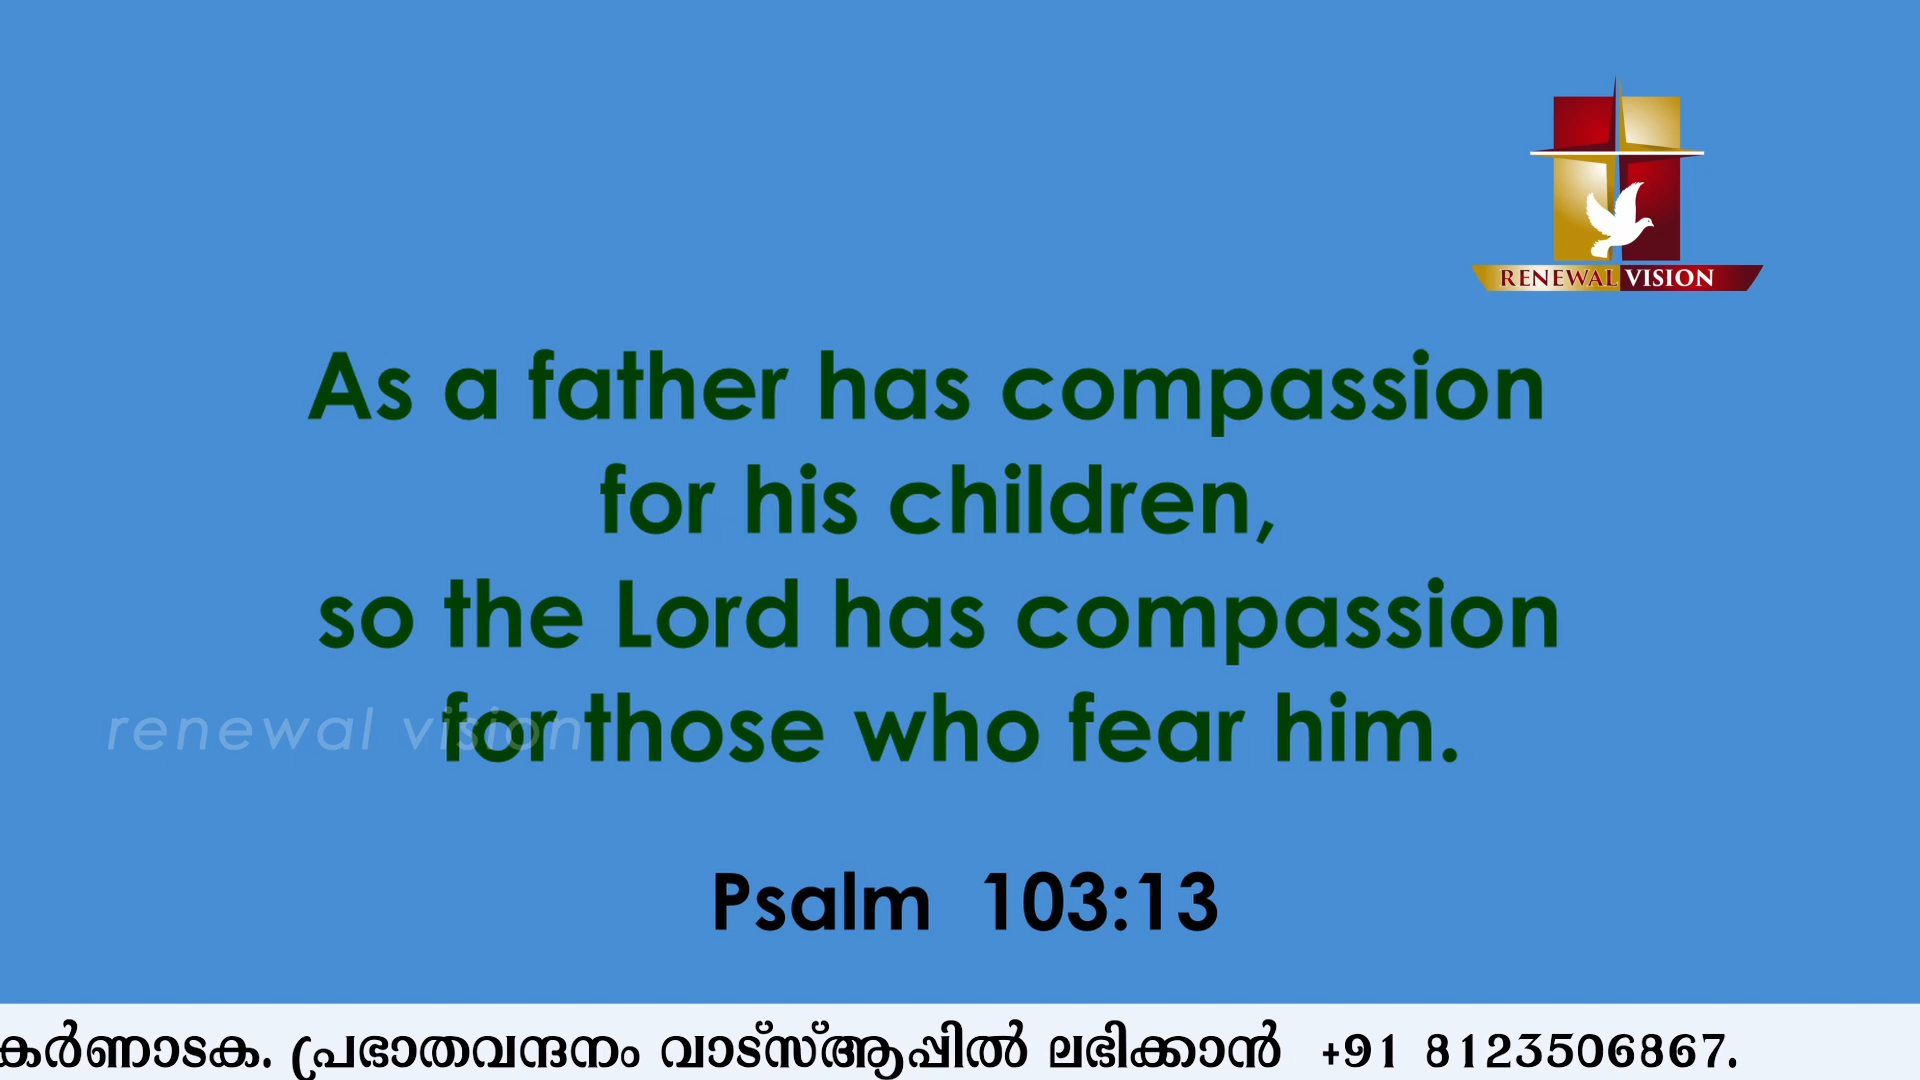 RENEWAL VISION
As a father has compassion
for his children,
so the Lord has compassion
for those who fear him.
renewal vision
Psalm 103:13
കർണാടക. പ്രഭാതവന്ദനം വാട്സ്ആപ്പിൽ ലഭിക്കാൻ +91 8123506867.